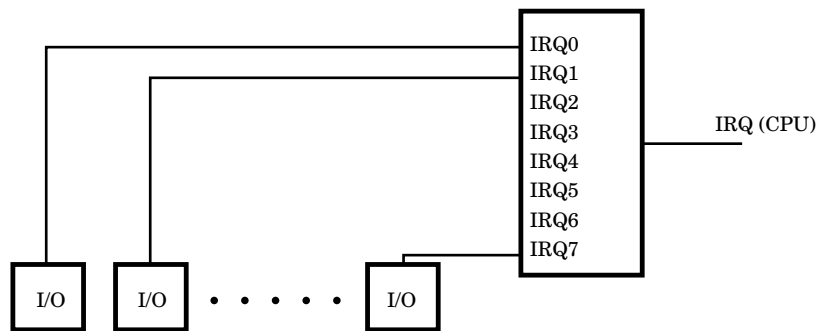 IRQ0
IRQ1
IRQ2
IRQ3
IRQ4
IRQ5
IRQ6
IRQ7
IRQ (CPU)
I/O
I/O
I/O